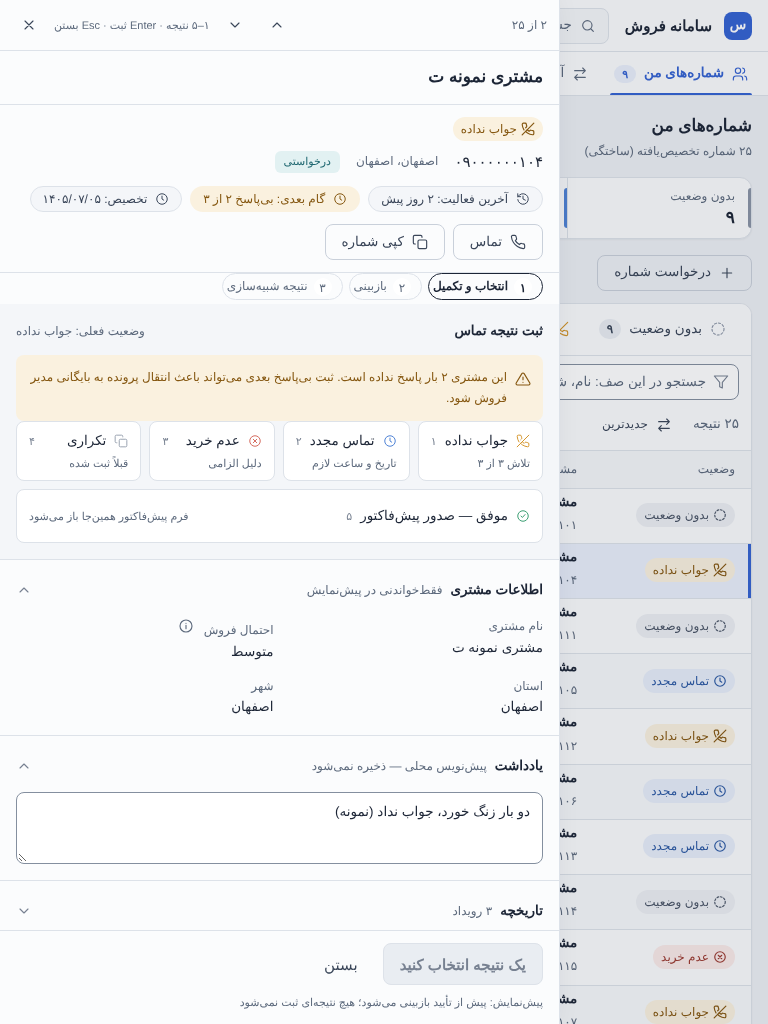 ۲ از ۲۵
۱–۵ نتیجه · Enter ثبت · Esc بستن
مشتری نمونه ت
جواب نداده
۰۹۰۰۰۰۰۰۱۰۴
اصفهان، اصفهان
درخواستی
آخرین فعالیت: ۲ روز پیش
گام بعدی: بی‌پاسخ ۲ از ۳
تخصیص: ۱۴۰۵/۰۷/۰۵
تماس
کپی شماره
۱ انتخاب و تکمیل
۲ بازبینی
۳ نتیجه شبیه‌سازی
ثبت نتیجه تماس
وضعیت فعلی: جواب نداده
این مشتری ۲ بار پاسخ نداده است. ثبت بی‌پاسخ بعدی می‌تواند باعث انتقال پرونده به بایگانی مدیر
فروش شود.
جواب نداده ۱
تلاش ۳ از ۳
تماس مجدد ۲
تاریخ و ساعت لازم
عدم خرید ۳
دلیل الزامی
تکراری ۴
قبلاً ثبت شده
موفق — صدور پیش‌فاکتور ۵
فرم پیش‌فاکتور همین‌جا باز می‌شود
اطلاعات مشتری فقط‌خواندنی در پیش‌نمایش
نام مشتری
مشتری نمونه ت
احتمال فروش
متوسط
استان
اصفهان
شهر
اصفهان
یادداشت پیش‌نویس محلی — ذخیره نمی‌شود
دو بار زنگ خورد، جواب نداد (نمونه)
تاریخچه ۳ رویداد
یک نتیجه انتخاب کنید
بستن
پیش‌نمایش: پیش از تأیید بازبینی می‌شود؛ هیچ نتیجه‌ای ثبت نمی‌شود
س
سامانه فروش
شماره‌های من ۹
شماره‌های من
۲۵ شماره تخصیص‌یافته (ساختگی)
بدون وضعیت
۹
درخواست شماره
بدون وضعیت ۹
جستجو در این صف: نام،
۲۵ نتیجه
جدیدترین
وضعیت
بدون وضعیت
جواب نداده
بدون وضعیت
تماس مجدد
جواب نداده
تماس مجدد
تماس مجدد
بدون وضعیت
عدم خرید
جواب نداده